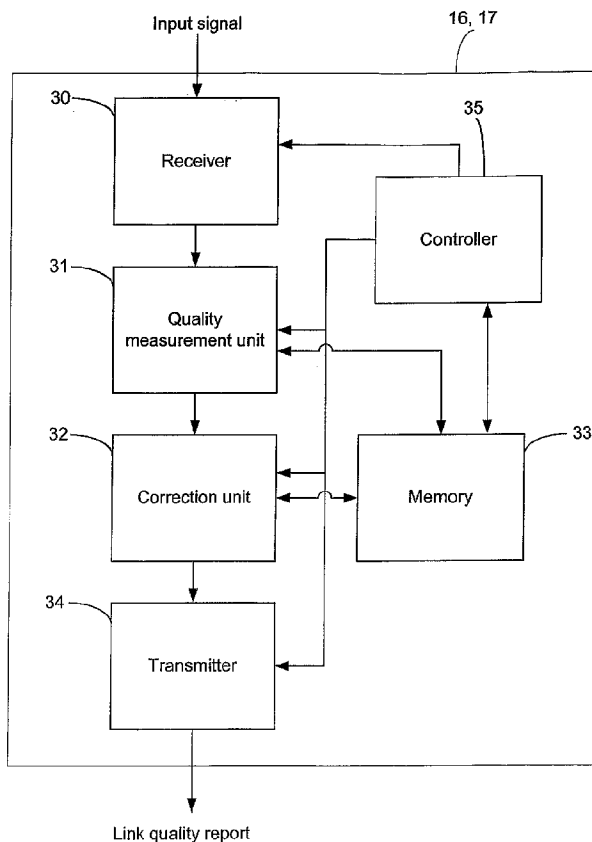 Input signal
16, 17
30
Receiver
35
Controller
31
Quality
measurement unit
32
Correction unit
33
Memory
34
Transmitter
Link quality report